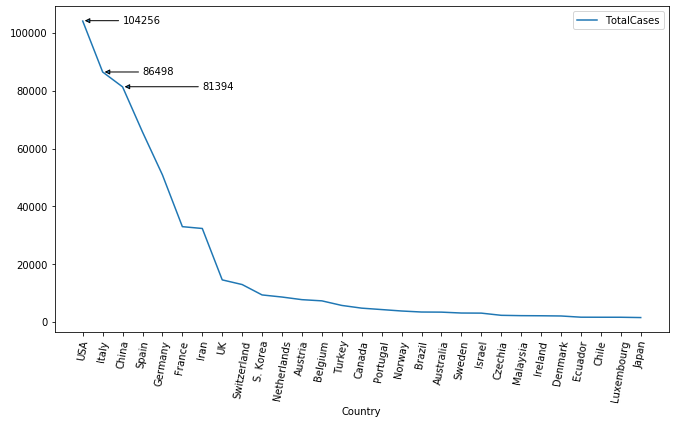 TotalCases
104256
86498
81394
100000
80000
60000
40000
20000
0
USA
Italy
China
Spain
Germany
France
Iran
UK
Switzerland
S. Korea
Netherlands
Austria
Belgium
Turkey
Canada
Portugal
Norway
Brazil
Australia
Sweden
Israel
Czechia
Malaysia
Ireland
Denmark
Ecuador
Chile
Luxembourg
Japan
Country